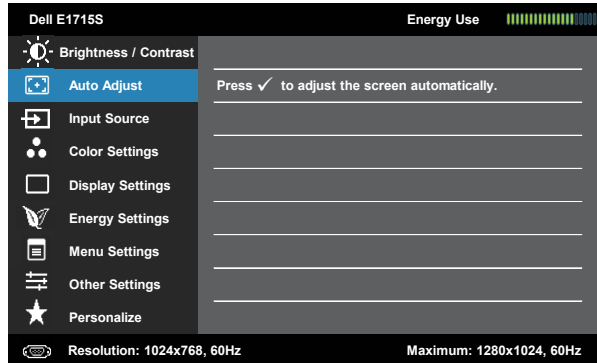 Dell E1715S Energy Use
Brightness / Contrast
Auto Adjust Press ✓ to adjust the screen automatically.
Input Source
Color Settings
Display Settings
Energy Settings
Menu Settings
Other Settings
Personalize
Resolution: 1024x768, 60Hz Maximum: 1280x1024, 60Hz